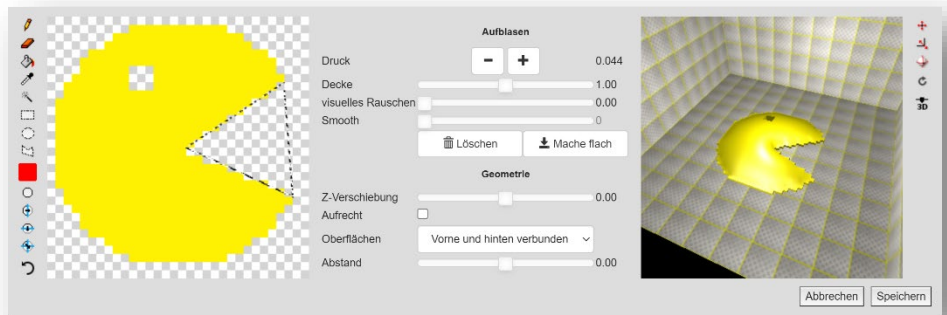 Aufblasen
Druck - + 0.044
Decke 1.00
visuelles Rauschen 0.00
Smooth 0
Löschen Mache flach
Geometrie
Z-Verschiebung 0.00
Aufrecht
Oberflächen Vorne und hinten verbunden
Abstand 0.00
3D
Abbrechen Speichern